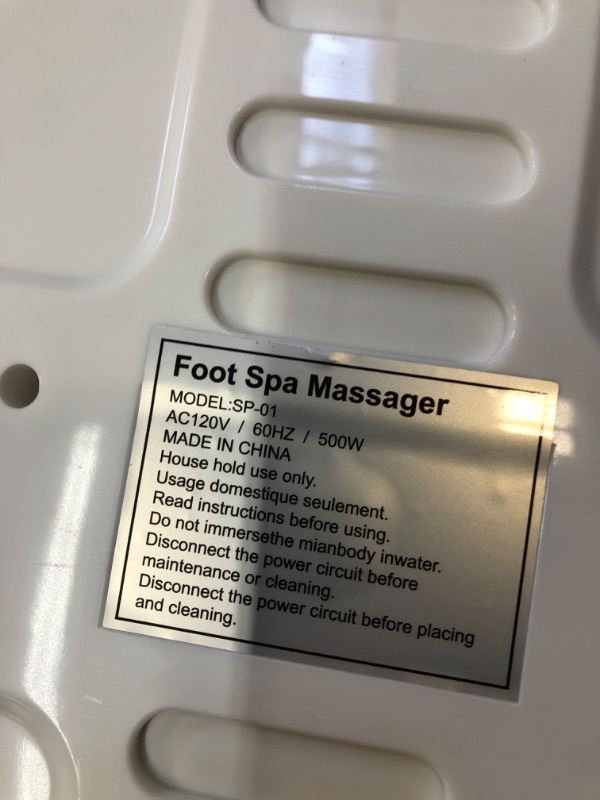 Foot Spa Massager
MODEL:SP-01
AC120V / 60HZ / 500W
MADE IN CHINA
House hold use only.
Usage domestique seulement.
Read instructions before using.
Do not immersethe mianbody inwater.
Disconnect the power circuit before
maintenance or cleaning.
Disconnect the power circuit before placing
and cleaning.